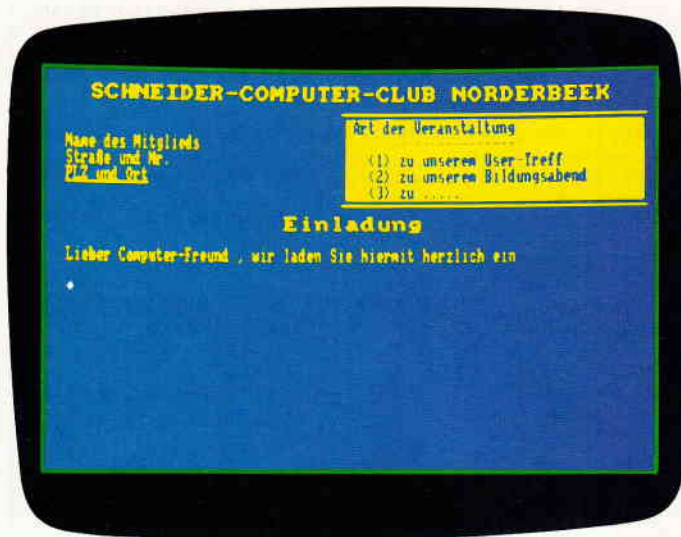 SCHNEIDER-COMPUTER-CLUB NORDERBEEK
Name des Mitglieds
Straße und Nr.
PLZ und Ort
Art der Veranstaltung
(1) zu unserem User-Treff
(2) zu unserem Bildungsabend
(3) zu .....
Einladung
Lieber Computer-Freund , wir laden Sie hiermit herzlich ein